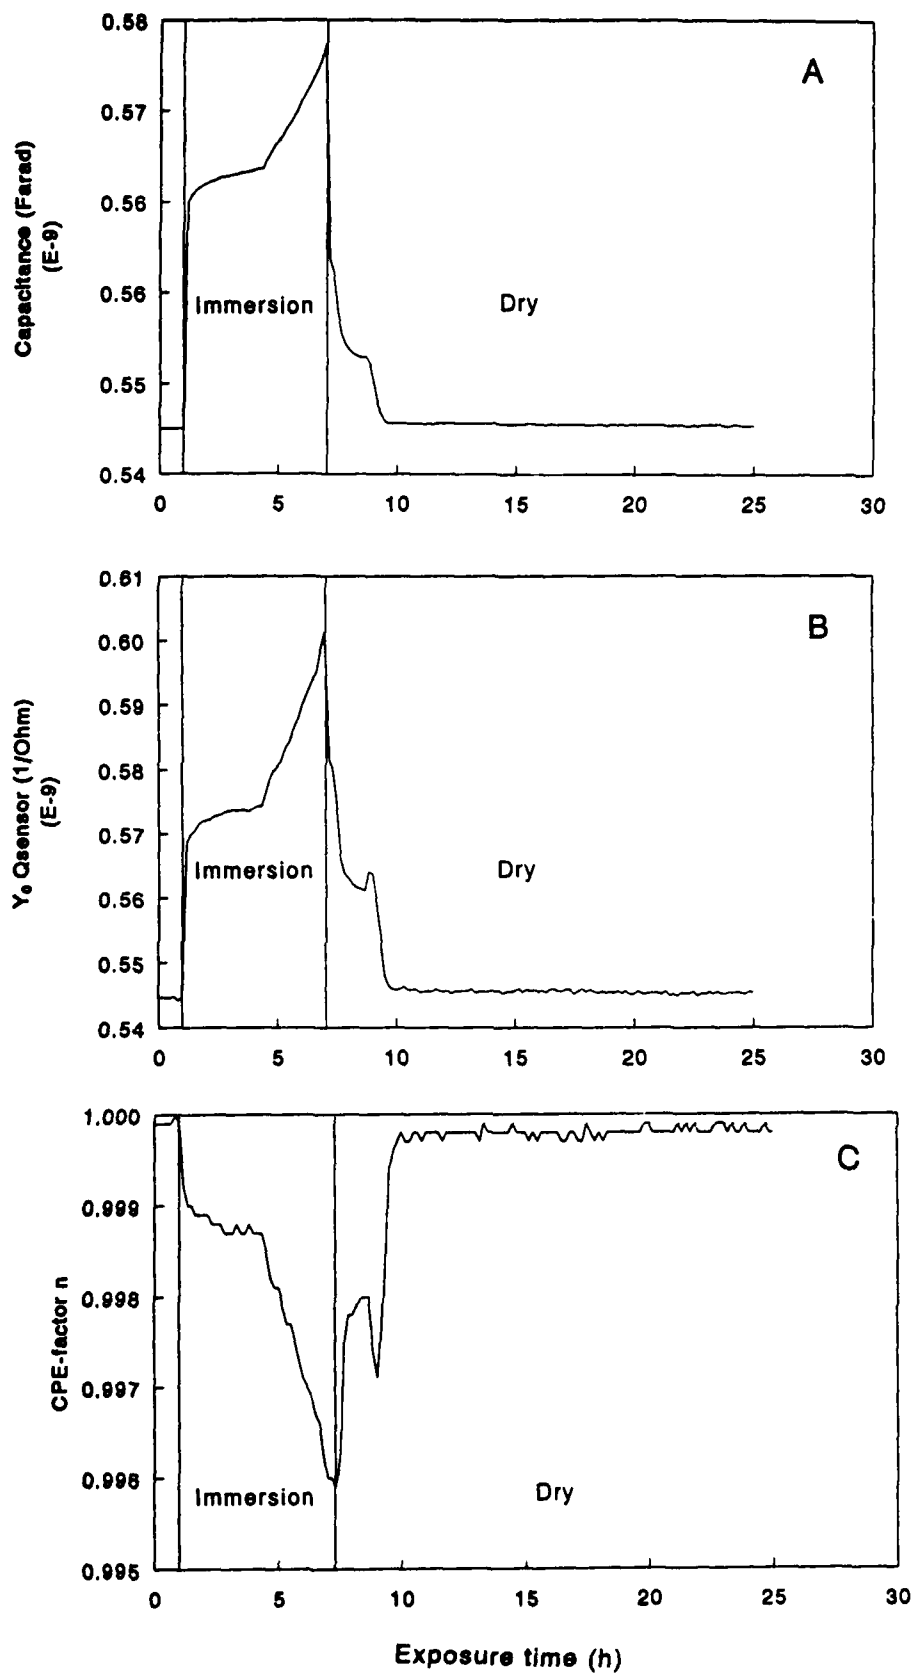 0.58
A
0.57
0.56
0.56
0.55
0.54
Capacitance (Farad)
(E-9)
Immersion
Dry
0 5 10 15 20 25 30
0.61
B
0.60
0.59
0.58
0.57
0.56
0.55
0.54
Y₀ Qsensor (1/Ohm)
(E-9)
Immersion
Dry
0 5 10 15 20 25 30
1.000
C
0.999
0.998
0.997
0.996
0.995
CPE-factor n
Immersion
Dry
0 5 10 15 20 25 30
Exposure time (h)